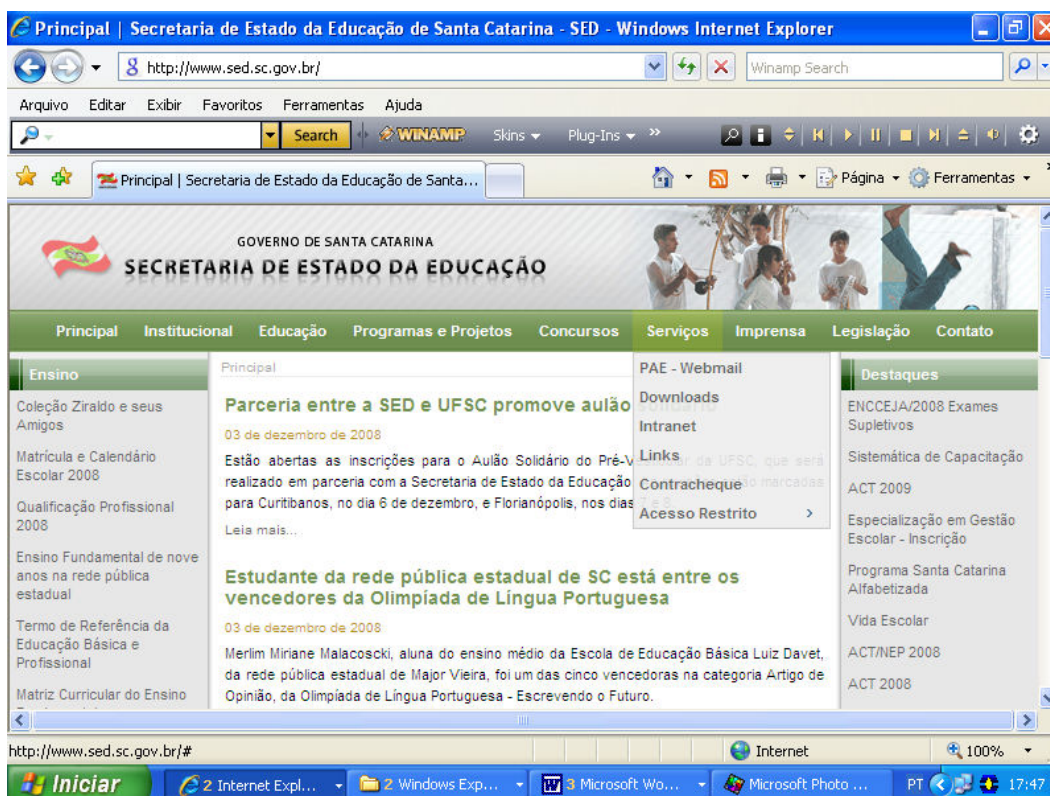 Principal | Secretaria de Estado da Educação de Santa Catarina - SED - Windows Internet Explorer
http://www.sed.sc.gov.br/
Winamp Search
Arquivo Editar Exibir Favoritos Ferramentas Ajuda
Search WINAMP Skins Plug-Ins »
Principal | Secretaria de Estado da Educação de Santa...
Página Ferramentas
GOVERNO DE SANTA CATARINA
SECRETARIA DE ESTADO DA EDUCAÇÃO
Principal Institucional Educação Programas e Projetos Concursos Serviços Imprensa Legislação Contato
Ensino
Coleção Ziraldo e seus
Amigos
Matrícula e Calendário
Escolar 2008
Qualificação Profissional
2008
Ensino Fundamental de nove
anos na rede pública
estadual
Termo de Referência da
Educação Básica e
Profissional
Matriz Curricular do Ensino
Principal
Parceria entre a SED e UFSC promove aulão solidário
03 de dezembro de 2008
Estão abertas as inscrições para o Aulão Solidário do Pré-Vestibular da UFSC, que será
realizado em parceria com a Secretaria de Estado da Educação estão marcadas
para Curitibanos, no dia 6 de dezembro, e Florianópolis, nos dias 7 e 8.
Leia mais...
Estudante da rede pública estadual de SC está entre os
vencedores da Olimpíada de Língua Portuguesa
03 de dezembro de 2008
Merlim Miriane Malacoscki, aluna do ensino médio da Escola de Educação Básica Luiz Davet,
da rede pública estadual de Major Vieira, foi um das cinco vencedoras na categoria Artigo de
Opinião, da Olimpíada de Língua Portuguesa - Escrevendo o Futuro.
PAE - Webmail
Downloads
Intranet
Links
Contracheque
Acesso Restrito >
Destaques
ENCCEJA/2008 Exames
Supletivos
Sistemática de Capacitação
ACT 2009
Especialização em Gestão
Escolar - Inscrição
Programa Santa Catarina
Alfabetizada
Vida Escolar
ACT/NEP 2008
ACT 2008
http://www.sed.sc.gov.br/#
Internet
100%
Iniciar
2 Internet Expl...
2 Windows Exp...
3 Microsoft Wo...
Microsoft Photo ...
PT
17:47